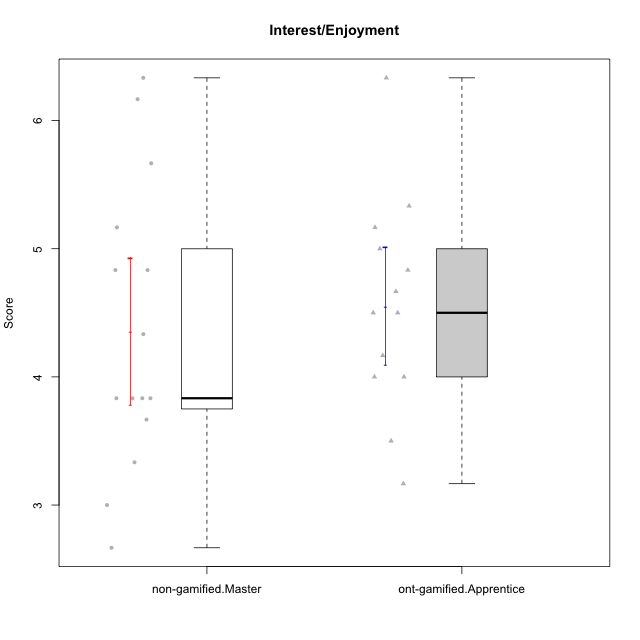 Interest/Enjoyment
6
5
4
3
Score
non-gamified.Master
ont-gamified.Apprentice